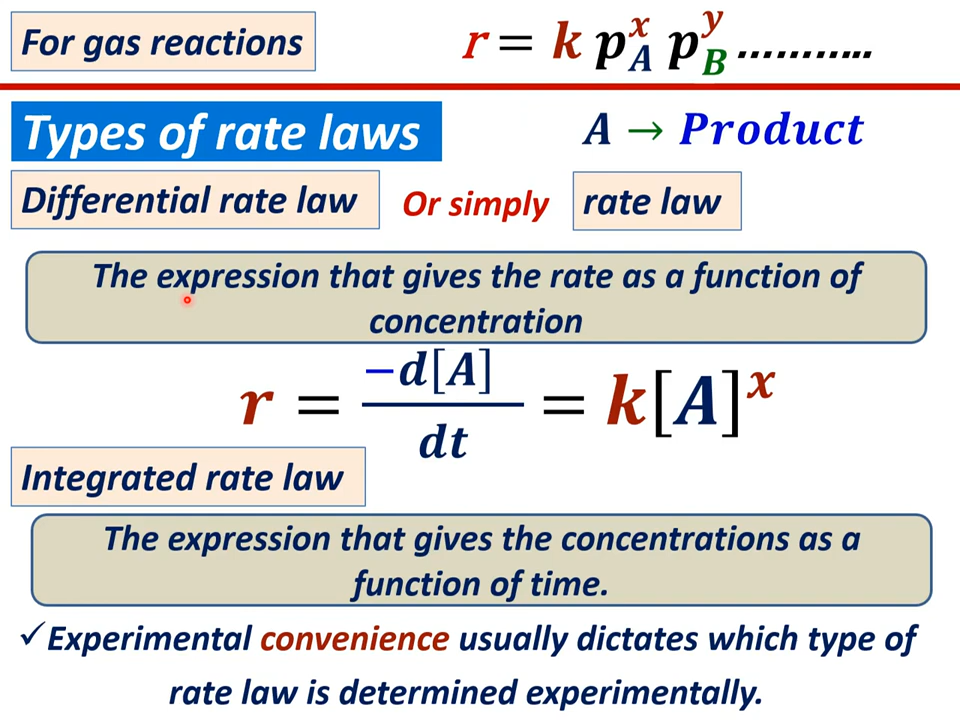 For gas reactions
r = k p_A^x p_B^y ………..
Types of rate laws
A → Product
Differential rate law Or simply rate law
The expression that gives the rate as a function of
concentration
r = −d[A]/dt = k[A]^x
Integrated rate law
The expression that gives the concentrations as a
function of time.
✓Experimental convenience usually dictates which type of
rate law is determined experimentally.